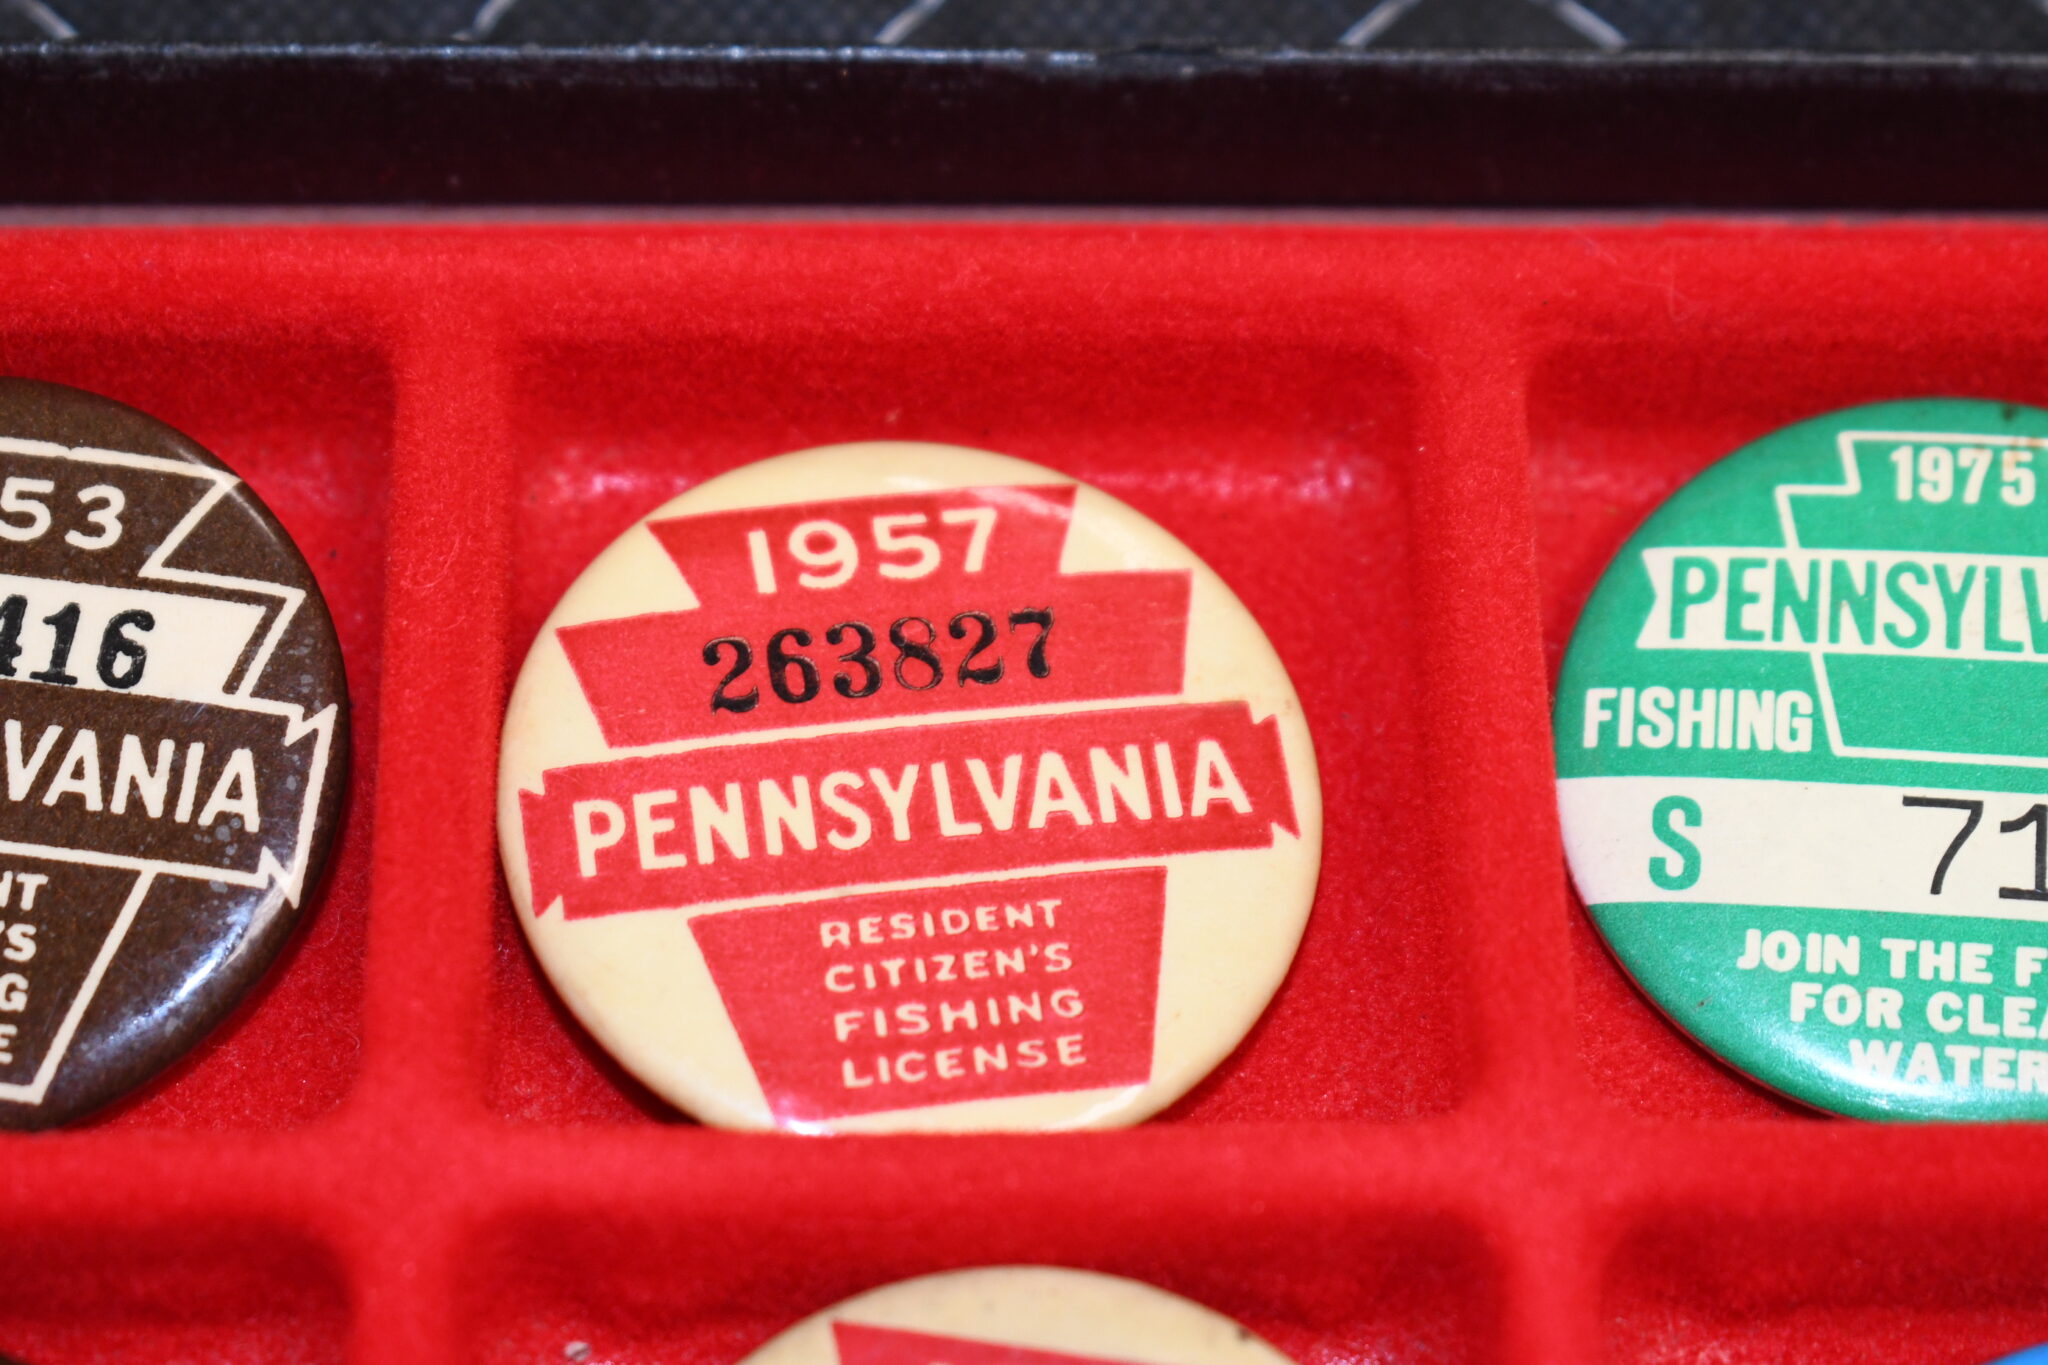 53
416
VANIA
NT
'S
G
E
1957
263827
PENNSYLVANIA
RESIDENT
CITIZEN'S
FISHING
LICENSE
1975
PENNSYLV
FISHING
S 71
JOIN THE F
FOR CLEA
WATER